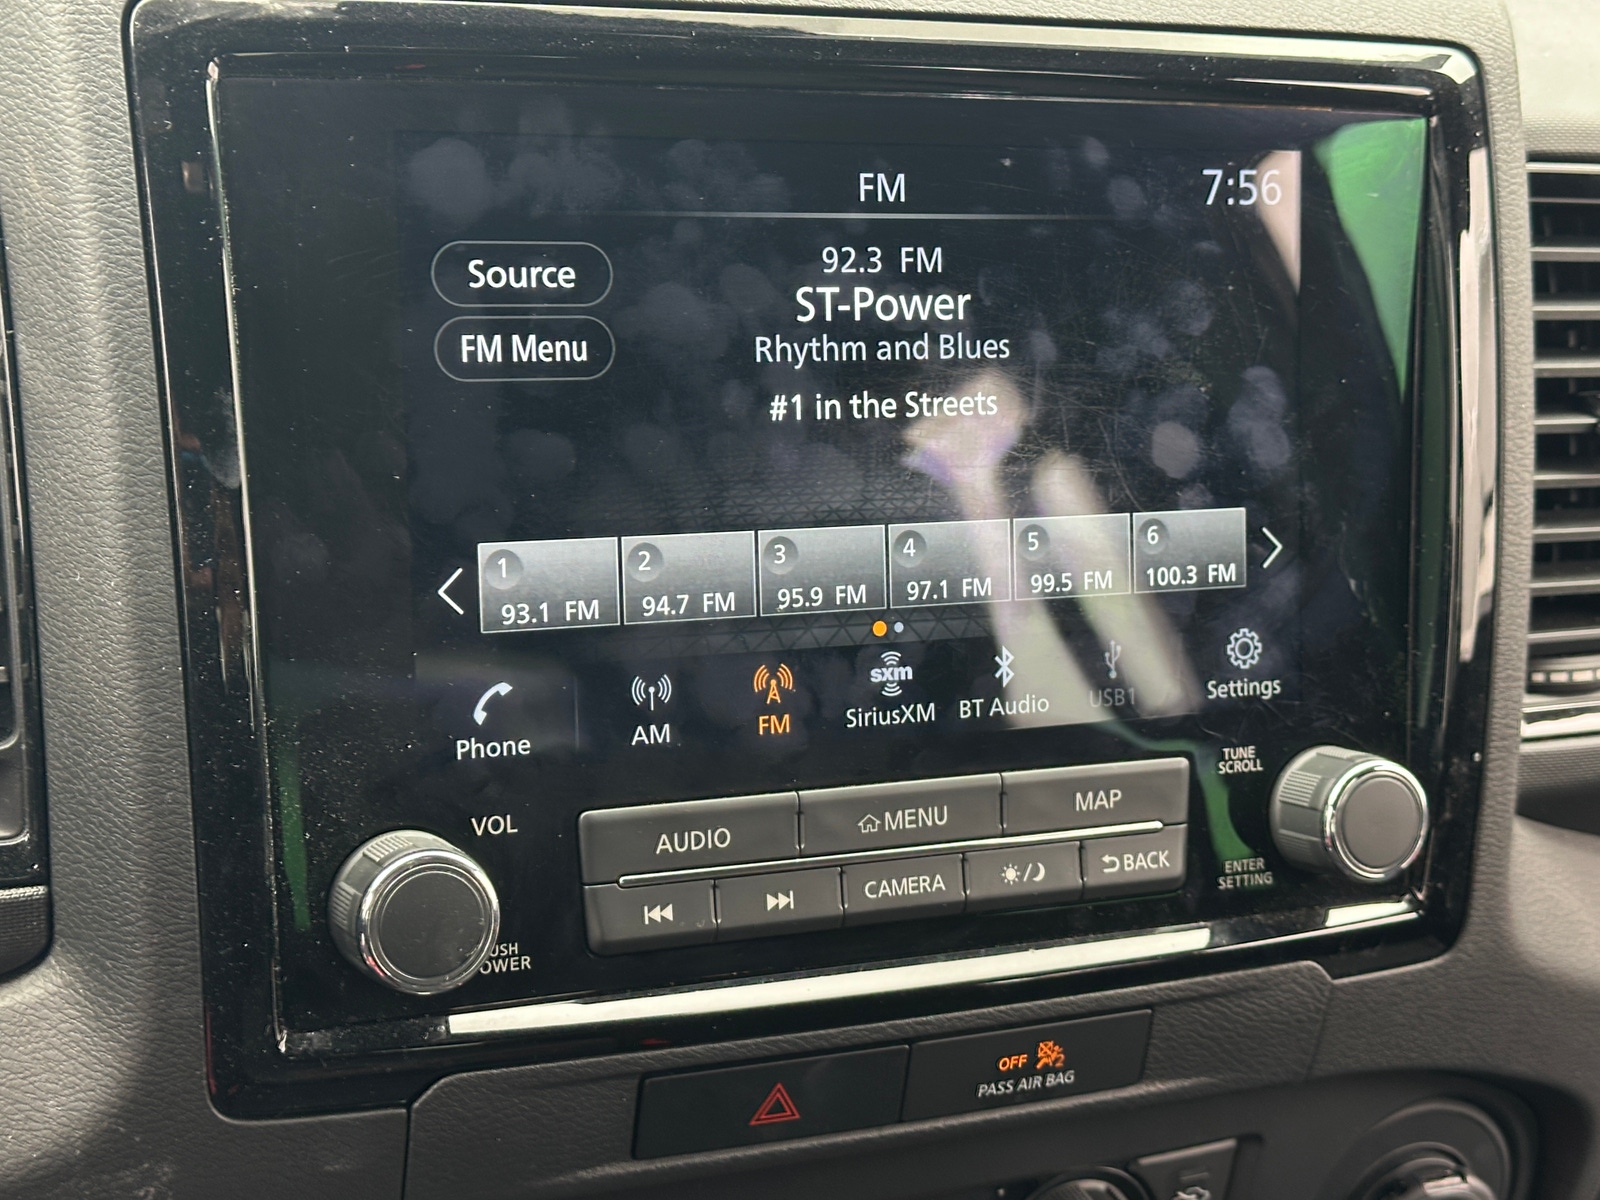 FM
7:56
Source
92.3 FM
ST-Power
FM Menu
Rhythm and Blues
#1 in the Streets
1
93.1 FM
2
94.7 FM
3
95.9 FM
4
97.1 FM
5
99.5 FM
6
100.3 FM
Phone
AM
FM
sxm
SiriusXM
BT Audio
USB1
Settings
VOL
TUNE
SCROLL
AUDIO
MENU
MAP
CAMERA
BACK
ENTER
SETTING
USH
OWER
OFF
2
PASS AIR BAG